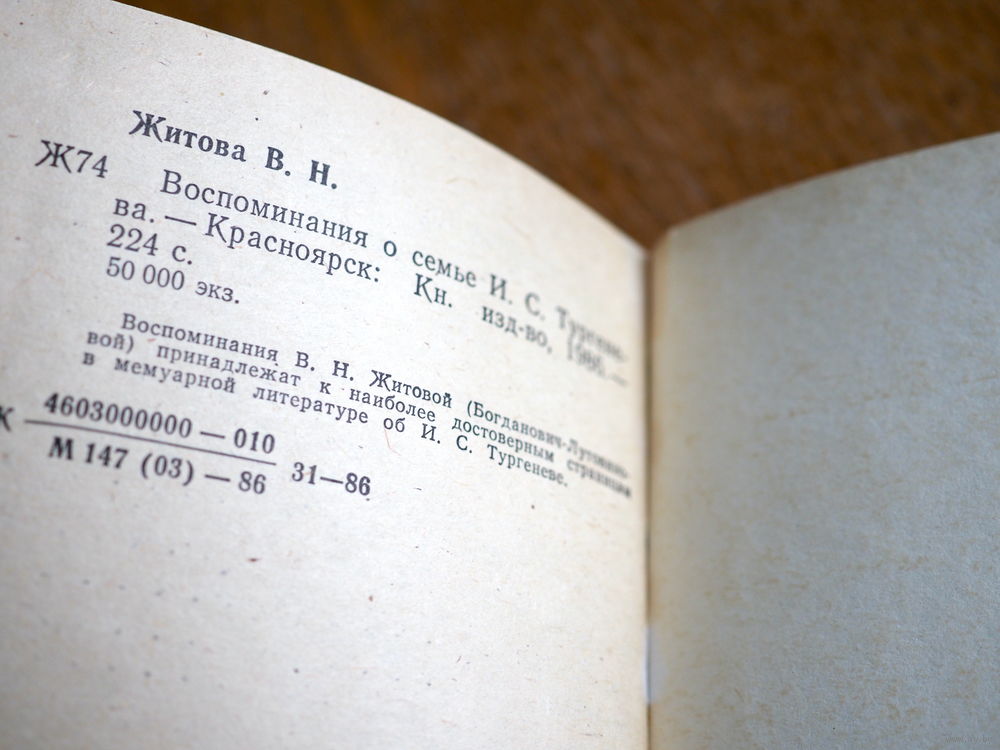 Житова В. Н.
Ж74 Воспоминания о семье И. С. Тургене-
ва. — Красноярск: Кн. изд-во, 1986. —
224 с.
50 000 экз.
Воспоминания В. Н. Житовой (Богданович-Лутовино-
вой) принадлежат к наиболее достоверным страницам
в мемуарной литературе об И. С. Тургеневе.
Ж 4603000000 — 010
М 147 (03) — 86 31—86